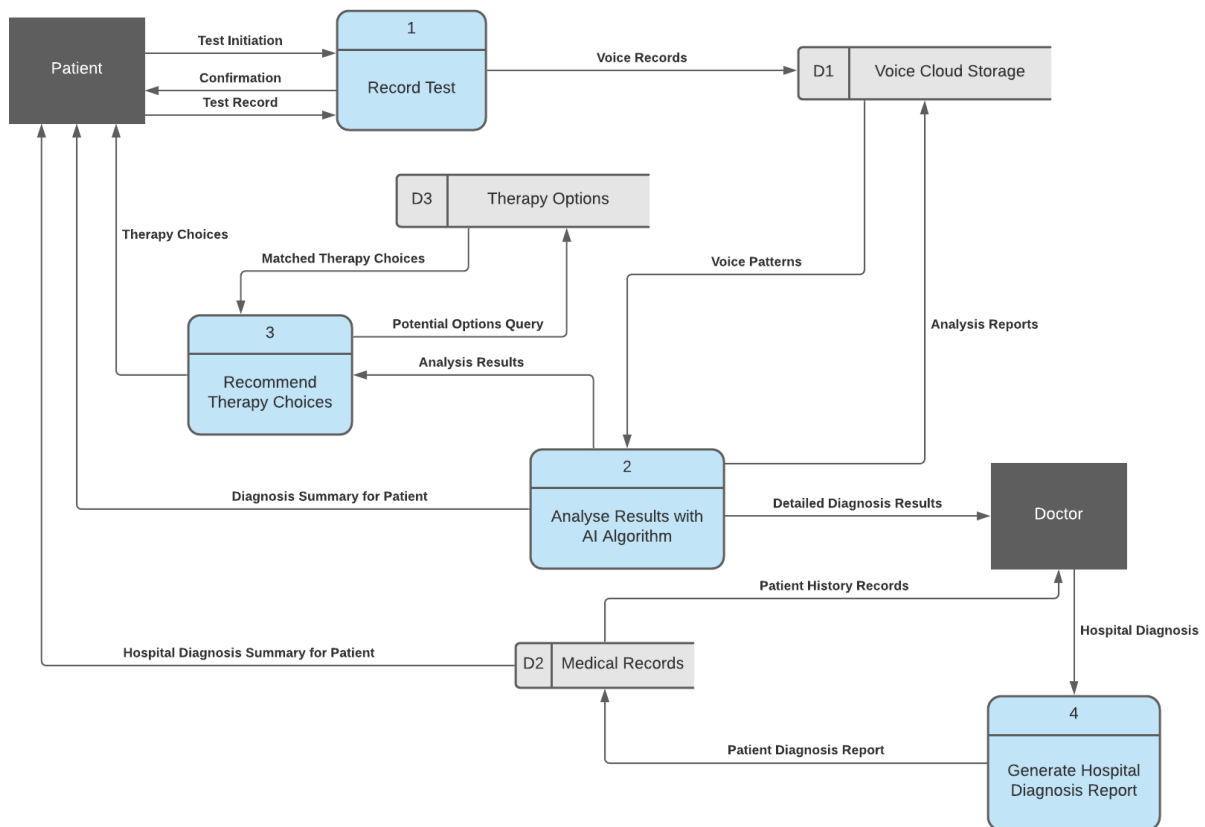 1
Patient
Test Initiation
Confirmation
Test Record
Record Test
Voice Records
D1
Voice Cloud Storage
D3
Therapy Options
Therapy Choices
Matched Therapy Choices
Voice Patterns
3
Potential Options Query
Analysis Reports
Recommend
Therapy Choices
Analysis Results
2
Diagnosis Summary for Patient
Analyse Results with
AI Algorithm
Detailed Diagnosis Results
Doctor
Patient History Records
Hospital Diagnosis
Hospital Diagnosis Summary for Patient
D2
Medical Records
4
Patient Diagnosis Report
Generate Hospital
Diagnosis Report